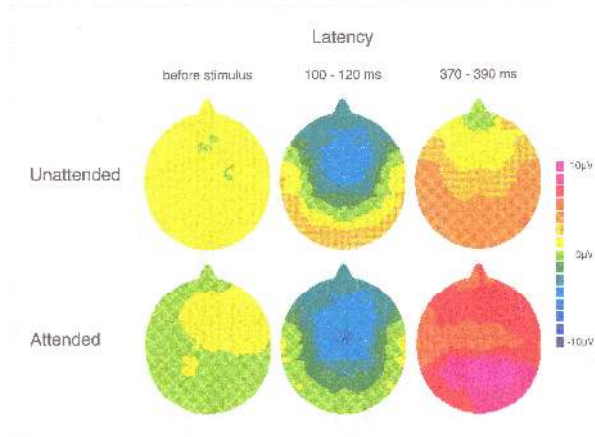 Latency
before stimulus 100 - 120 ms 370 - 390 ms
Unattended
10µV
0µV
Attended
-10µV